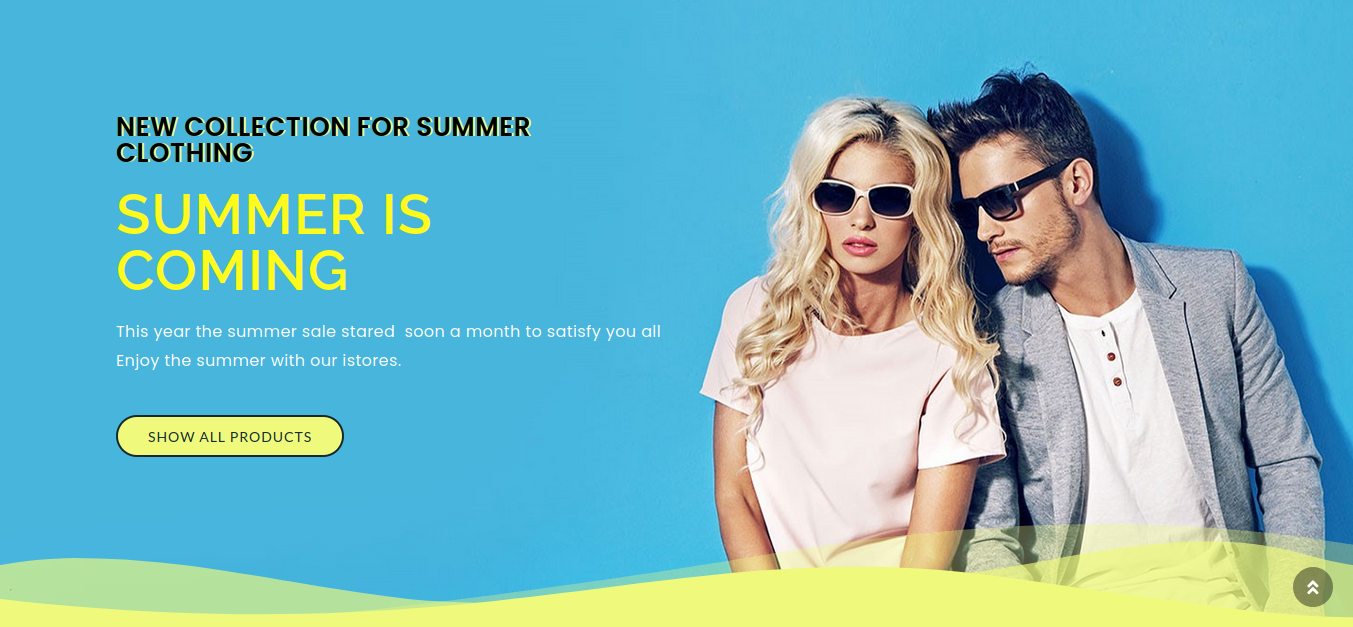 NEW COLLECTION FOR SUMMER
CLOTHING
SUMMER IS
COMING
This year the summer sale stared  soon a month to satisfy you all
Enjoy the summer with our istores.
SHOW ALL PRODUCTS